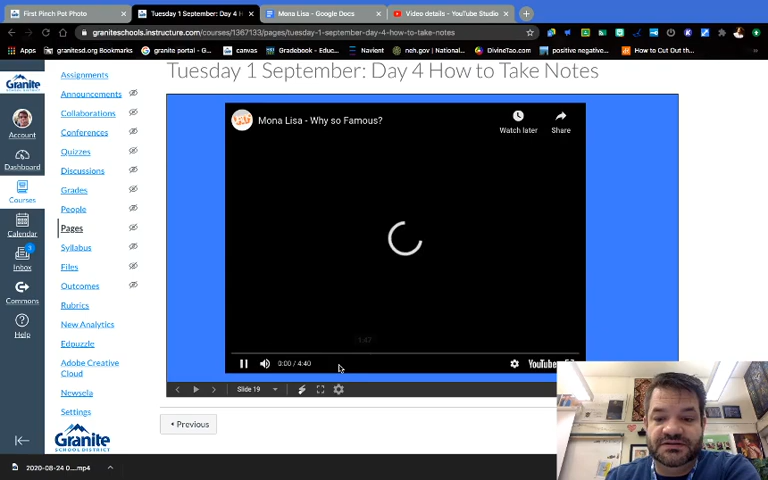 First Pinch Pot Photo
Tuesday 1 September: Day 4 H
Mona Lisa - Google Docs
Video details - YouTube Studio
graniteschools.instructure.com/courses/1367133/pages/tuesday-1-september-day-4-how-to-take-notes
Apps
granitesd.org Bookmarks
granite portal - G...
canvas
Gradebook - Educ...
Navient
neh.gov | National...
DivineTao.com
positive negative...
How to Cut Out th...
Granite
SCHOOL DISTRICT
Account
Dashboard
Courses
Calendar
3
Inbox
Commons
Help
Assignments
Announcements
Collaborations
Conferences
Quizzes
Discussions
Grades
People
Pages
Syllabus
Files
Outcomes
Rubrics
New Analytics
Edpuzzle
Adobe Creative
Cloud
Newsela
Settings
Granite
SCHOOL DISTRICT
Tuesday 1 September: Day 4 How to Take Notes
Mona Lisa - Why so Famous?
Watch later
Share
1:47
0:00 / 4:40
YouTube
Slide 19
Previous
2020-08-24 0....mp4